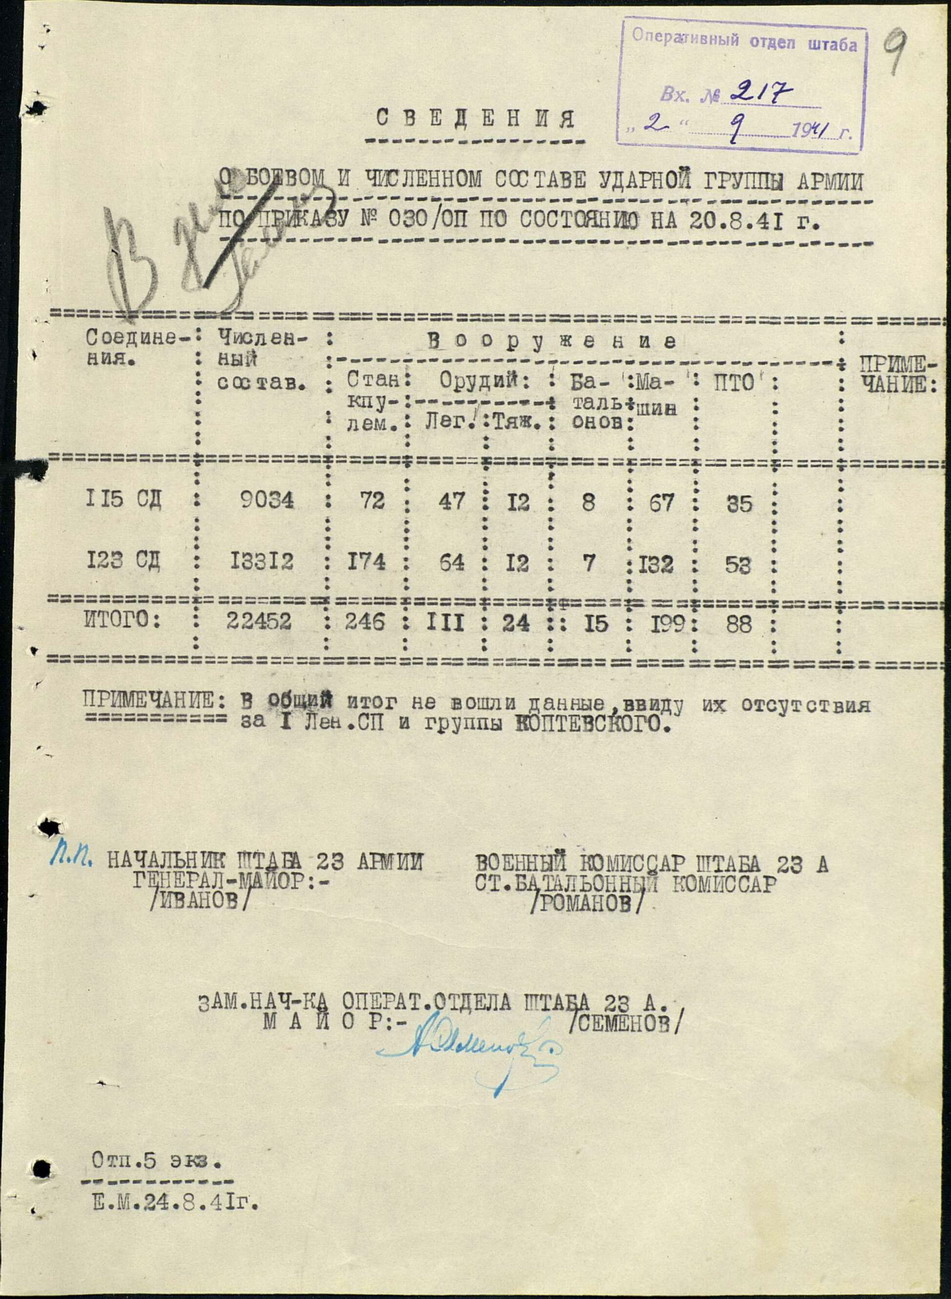 Оперативный отдел штаба
9
Вх. № 217
„2“ 9 1941 г.
СВЕДЕНИЯ
О БОЕВОМ И ЧИСЛЕННОМ СОСТАВЕ УДАРНОЙ ГРУППЫ АРМИИ
ПО ПРИКАЗУ № 030/ОП ПО СОСТОЯНИЮ НА 20.8.4I г.
В дело
Соедине- : Числен- : Вооружение : ПРИМЕ-
ния. : ный : ЧАНИЕ:
состав. : Стан : Орудий: : Ба- : Ма- : ПТО :
кпу- : таль : шин
лем. : Лег. : Тяж. : онов:
II5 СД : 9034 : 72 : 47 : I2 : 8 : 67 : 35 :
I23 СД : I33I2 : I74 : 64 : I2 : 7 : I32 : 53 :
ИТОГО: : 22452 : 246 : III : 24 :: I5 : I99 : 88 :
ПРИМЕЧАНИЕ: В общий итог не вошли данные,ввиду их отсутствия
за I Лен.СП и группы КОПТЕВСКОГО.
п.п. НАЧАЛЬНИК ШТАБА 23 АРМИИ
ГЕНЕРАЛ-МАЙОР:-
/ИВАНОВ/
ВОЕННЫЙ КОМИССАР ШТАБА 23 А
СТ.БАТАЛЬОННЫЙ КОМИССАР
/РОМАНОВ/
ЗАМ.НАЧ-КА ОПЕРАТ.ОТДЕЛА ШТАБА 23 А.
МАЙОР:- /СЕМЕНОВ/
Отп.5 экз.
Е.М.24.8.4Iг.